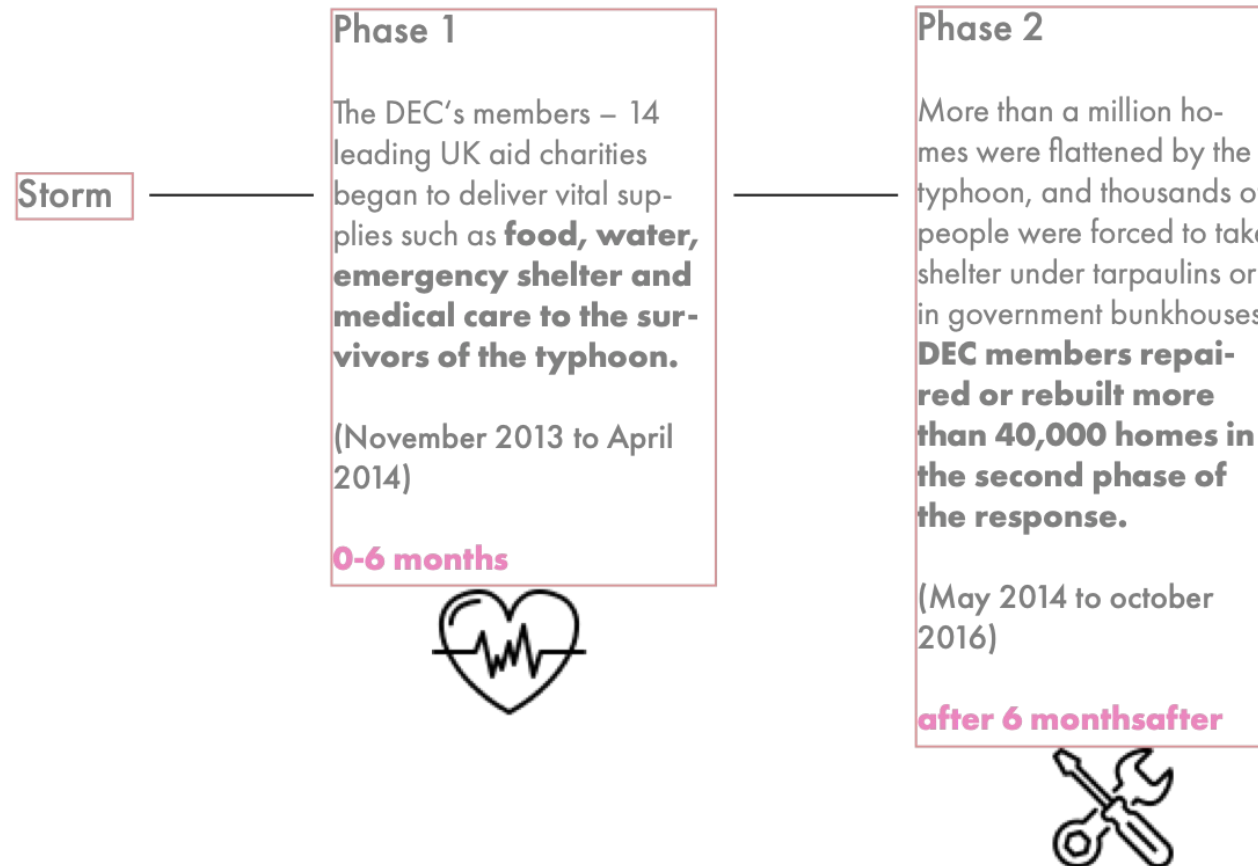 Storm
Phase 1
The DEC's members – 14
leading UK aid charities
began to deliver vital sup-
plies such as food, water,
emergency shelter and
medical care to the sur-
vivors of the typhoon.
(November 2013 to April
2014)
0-6 months
Phase 2
More than a million ho-
mes were flattened by the
typhoon, and thousands
people were forced to
shelter under tarpaulins or
in government bunkhouses
DEC members repai-
red or rebuilt more
than 40,000 homes in
the second phase of
the response.
(May 2014 to october
2016)
after 6 monthsafter